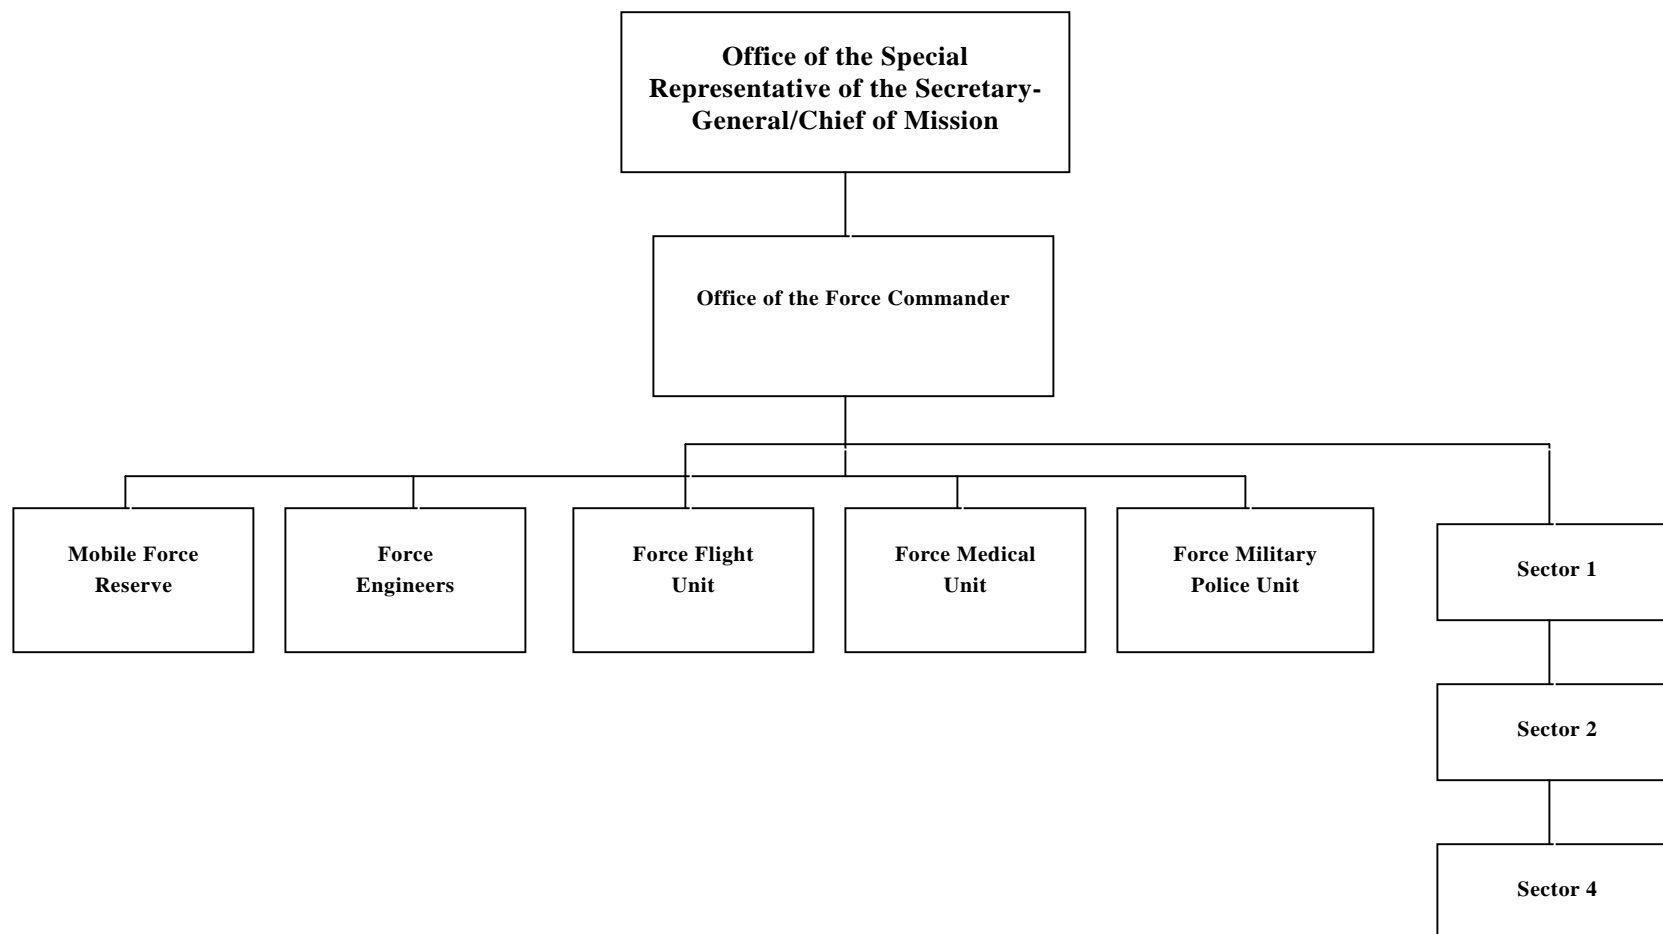 Office of the Special
Representative of the Secretary-
General/Chief of Mission
Office of the Force Commander
Mobile Force
Reserve
Force
Engineers
Force Flight
Unit
Force Medical
Unit
Force Military
Police Unit
Sector 1
Sector 2
Sector 4